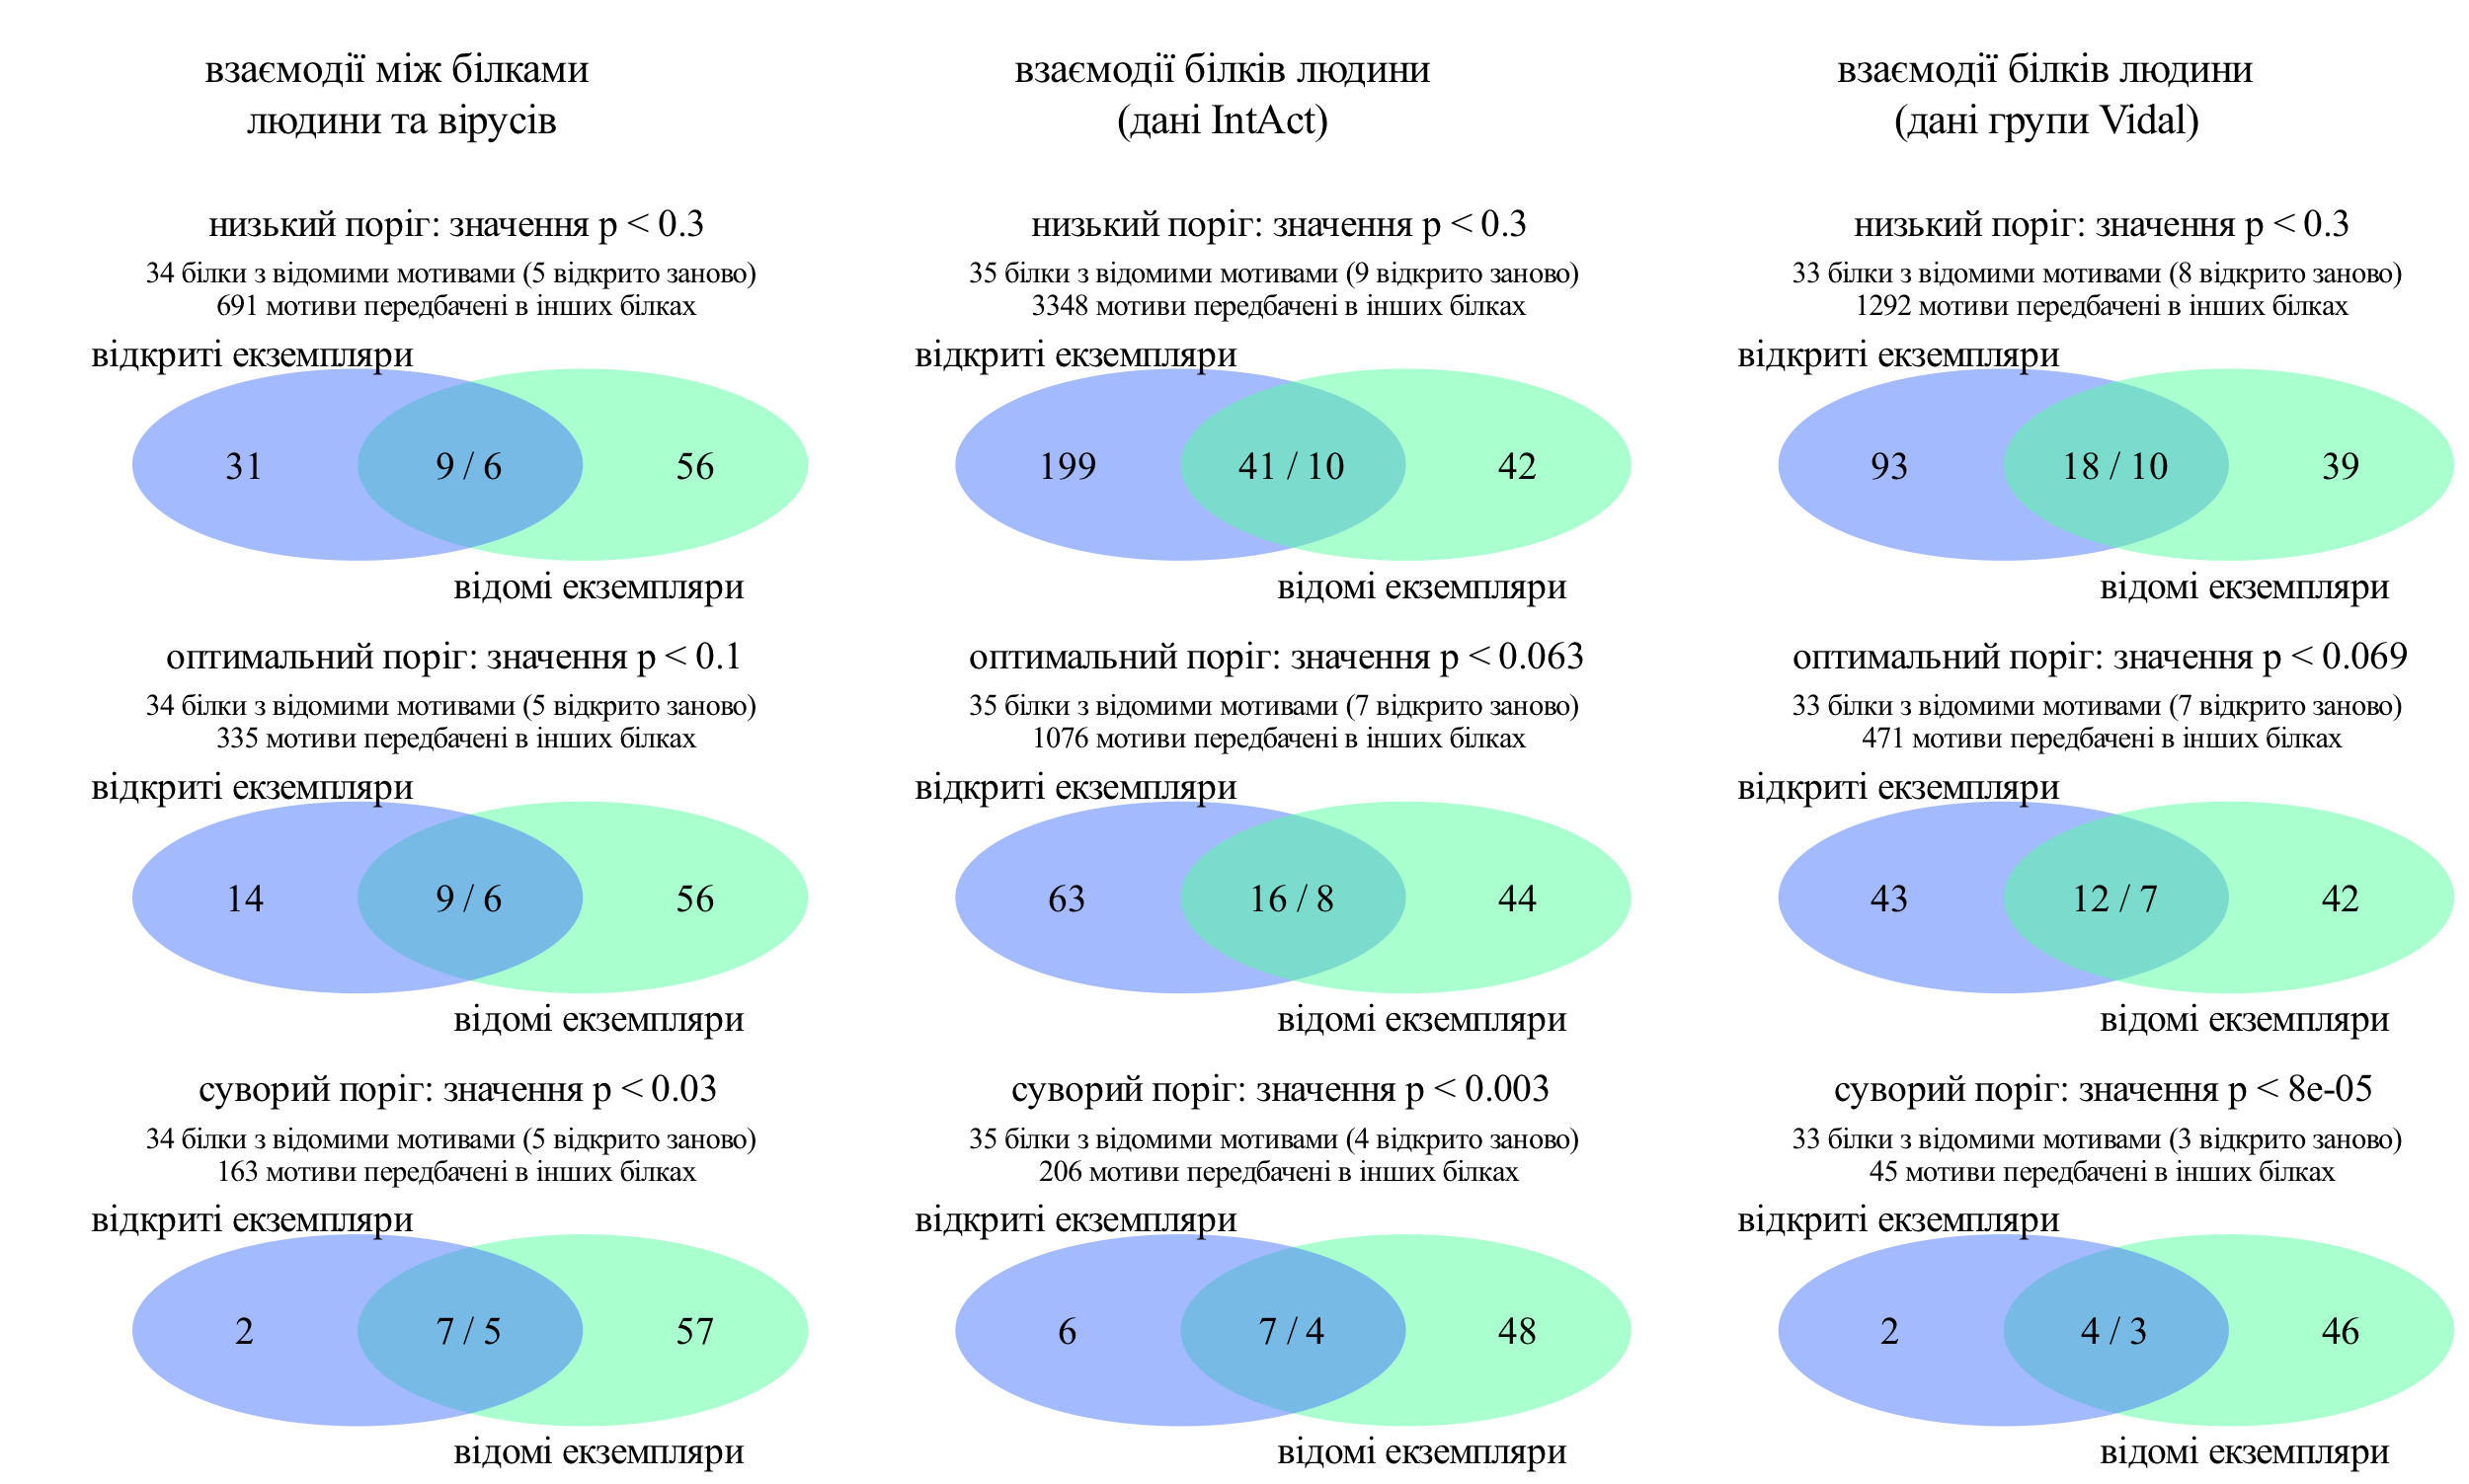 взаємодії між білками
людини та вірусів
взаємодії білків людини
(дані IntAct)
взаємодії білків людини
(дані групи Vidal)
низький поріг: значення p < 0.3
34 білки з відомими мотивами (5 відкрито заново)
691 мотиви передбачені в інших білках
відкриті екземпляри
31
9 / 6
56
відомі екземпляри
низький поріг: значення p < 0.3
35 білки з відомими мотивами (9 відкрито заново)
3348 мотиви передбачені в інших білках
відкриті екземпляри
199
41 / 10
42
відомі екземпляри
низький поріг: значення p < 0.3
33 білки з відомими мотивами (8 відкрито заново)
1292 мотиви передбачені в інших білках
відкриті екземпляри
93
18 / 10
39
відомі екземпляри
оптимальний поріг: значення p < 0.1
34 білки з відомими мотивами (5 відкрито заново)
335 мотиви передбачені в інших білках
відкриті екземпляри
14
9 / 6
56
відомі екземпляри
оптимальний поріг: значення p < 0.063
35 білки з відомими мотивами (7 відкрито заново)
1076 мотиви передбачені в інших білках
відкриті екземпляри
63
16 / 8
44
відомі екземпляри
оптимальний поріг: значення p < 0.069
33 білки з відомими мотивами (7 відкрито заново)
471 мотиви передбачені в інших білках
відкриті екземпляри
43
12 / 7
42
відомі екземпляри
суворий поріг: значення p < 0.03
34 білки з відомими мотивами (5 відкрито заново)
163 мотиви передбачені в інших білках
відкриті екземпляри
2
7 / 5
57
відомі екземпляри
суворий поріг: значення p < 0.003
35 білки з відомими мотивами (4 відкрито заново)
206 мотиви передбачені в інших білках
відкриті екземпляри
6
7 / 4
48
відомі екземпляри
суворий поріг: значення p < 8e-05
33 білки з відомими мотивами (3 відкрито заново)
45 мотиви передбачені в інших білках
відкриті екземпляри
2
4 / 3
46
відомі екземпляри